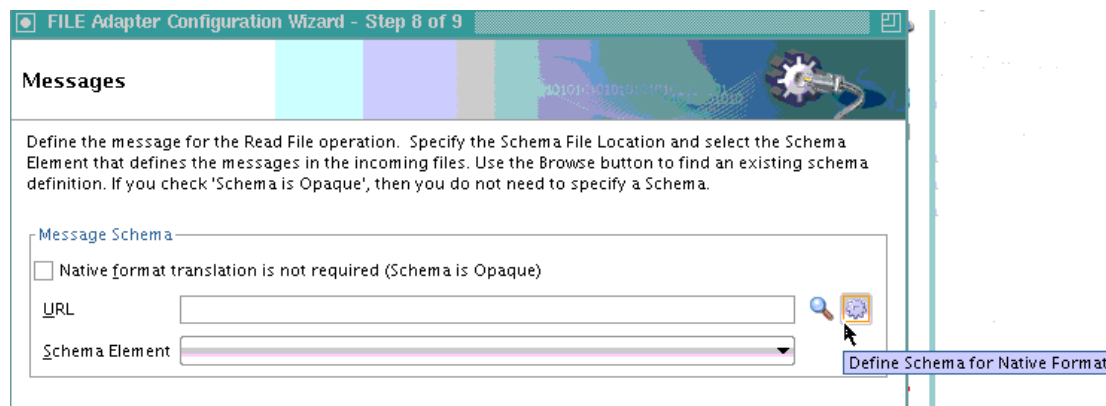 FILE Adapter Configuration Wizard - Step 8 of 9
Messages
Define the message for the Read File operation. Specify the Schema File Location and select the Schema
Element that defines the messages in the incoming files. Use the Browse button to find an existing schema
definition. If you check 'Schema is Opaque', then you do not need to specify a Schema.
Message Schema
Native format translation is not required (Schema is Opaque)
URL
Schema Element
Define Schema for Native Format